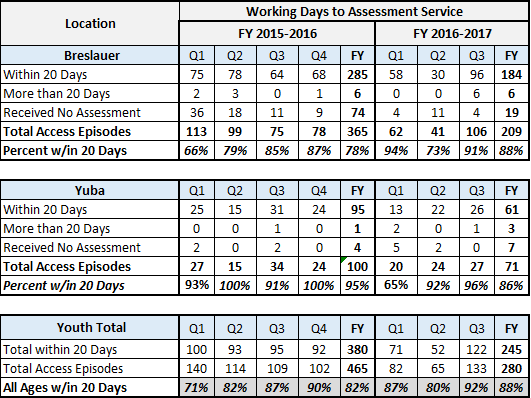 Location Working Days to Assessment Service
FY 2015-2016 FY 2016-2017
Breslauer Q1 Q2 Q3 Q4 FY Q1 Q2 Q3 FY
Within 20 Days 75 78 64 68 285 58 30 96 184
More than 20 Days 2 3 0 1 6 0 0 6 6
Received No Assessment 36 18 11 9 74 4 11 4 19
Total Access Episodes 113 99 75 78 365 62 41 106 209
Percent w/in 20 Days 66% 79% 85% 87% 78% 94% 73% 91% 88%
Yuba Q1 Q2 Q3 Q4 FY Q1 Q2 Q3 FY
Within 20 Days 25 15 31 24 95 13 22 26 61
More than 20 Days 0 0 1 0 1 2 0 1 3
Received No Assessment 2 0 2 0 4 5 2 0 7
Total Access Episodes 27 15 34 24 100 20 24 27 71
Percent w/in 20 Days 93% 100% 91% 100% 95% 65% 92% 96% 86%
Youth Total Q1 Q2 Q3 Q4 FY Q1 Q2 Q3 FY
Total within 20 Days 100 93 95 92 380 71 52 122 245
Total Access Episodes 140 114 109 102 465 82 65 133 280
All Ages w/in 20 Days 71% 82% 87% 90% 82% 87% 80% 92% 88%